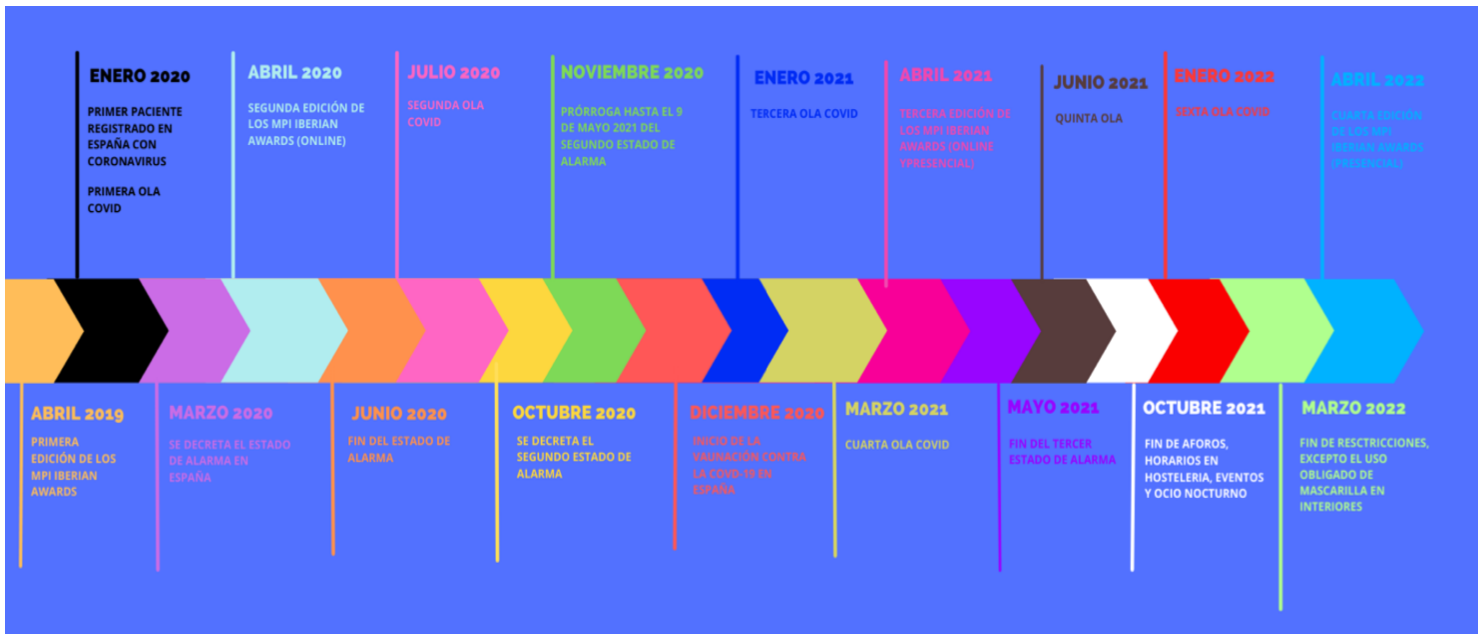 ENERO 2020
PRIMER PACIENTE
REGISTRADO EN
ESPAÑA CON
CORONAVIRUS
PRIMERA OLA
COVID
ABRIL 2020
SEGUNDA EDICIÓN DE
LOS MPI IBERIAN
AWARDS (ONLINE)
JULIO 2020
SEGUNDA OLA
COVID
NOVIEMBRE 2020
PRÓRROGA HASTA EL 9
DE MAYO 2021 DEL
SEGUNDO ESTADO DE
ALARMA
ENERO 2021
TERCERA OLA COVID
ABRIL 2021
TERCERA EDICIÓN DE
LOS MPI IBERIAN
AWARDS (ONLINE
YPRESENCIAL)
JUNIO 2021
QUINTA OLA
ENERO 2022
SEXTA OLA COVID
ABRIL 2022
CUARTA EDICIÓN
DE LOS MPI
IBERIAN AWARDS
(PRESENCIAL)
ABRIL 2019
PRIMERA
EDICIÓN DE LOS
MPI IBERIAN
AWARDS
MARZO 2020
SE DECRETA EL ESTADO
DE ALARMA EN
ESPAÑA
JUNIO 2020
FIN DEL ESTADO DE
ALARMA
OCTUBRE 2020
SE DECRETA EL
SEGUNDO ESTADO DE
ALARMA
DICIEMBRE 2020
INICIO DE LA
VAUNACIÓN CONTRA
LA COVD-19 EN
ESPAÑA
MARZO 2021
CUARTA OLA COVID
MAYO 2021
FIN DEL TERCER
ESTADO DE ALARMA
OCTUBRE 2021
FIN DE AFOROS,
HORARIOS EN
HOSTELERIA, EVENTOS
Y OCIO NOCTURNO
MARZO 2022
FIN DE RESCTRICCIONES,
EXCEPTO EL USO
OBLIGADO DE
MASCARILLA EN
INTERIORES